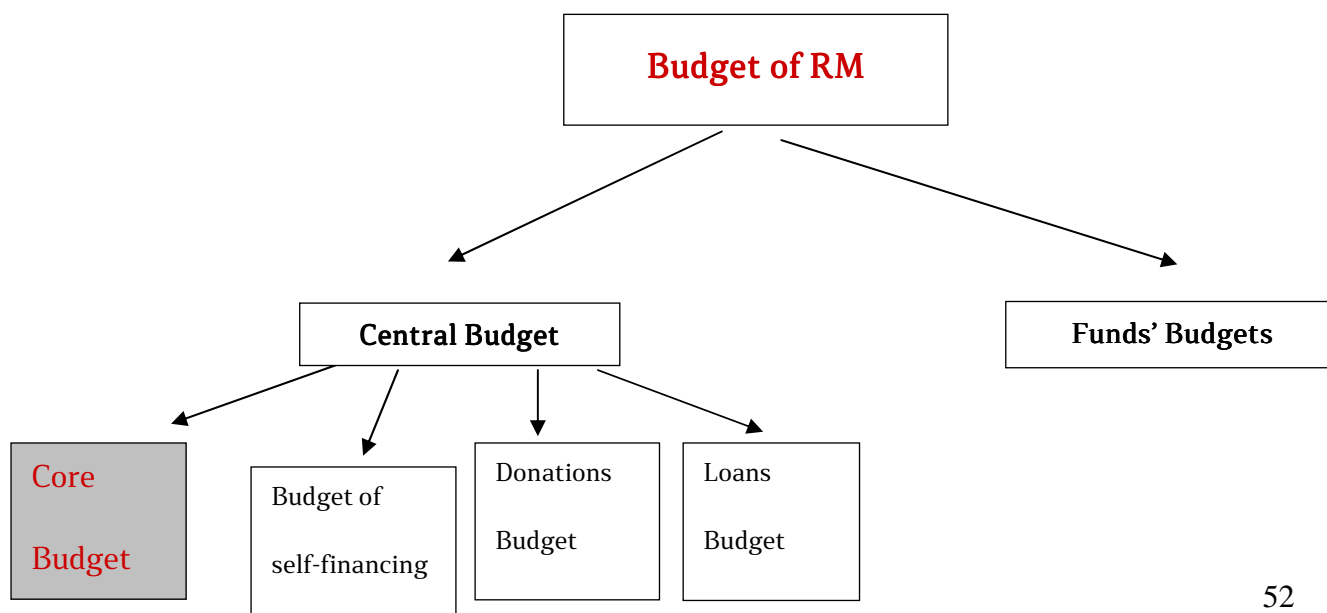 Budget of RM
Central Budget
Funds’ Budgets
Core
Budget
Budget of
self-financing
Donations
Budget
Loans
Budget
52